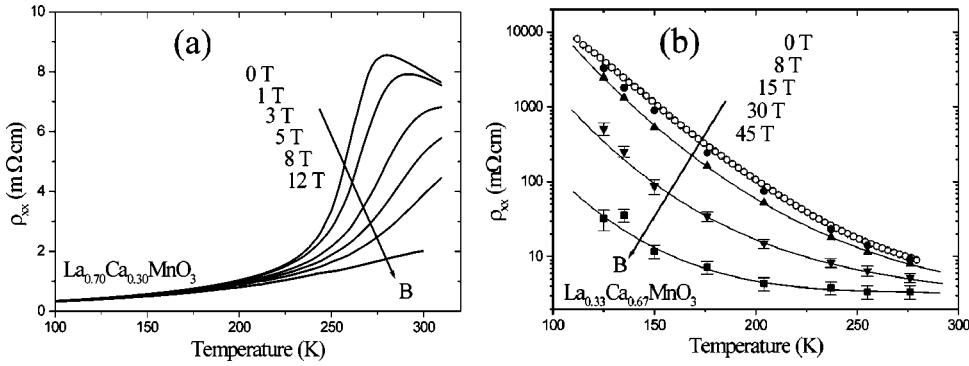 (a)
0 T
1 T
3 T
5 T
8 T
12 T
B
La0.70Ca0.30MnO3
ρxx (mΩcm)
10
8
6
4
2
0
100
150
200
250
300
Temperature (K)
(b)
0 T
8 T
15 T
30 T
45 T
B
La0.33Ca0.67MnO3
ρxx (mΩcm)
10000
1000
100
10
100
150
200
250
300
Temperature (K)